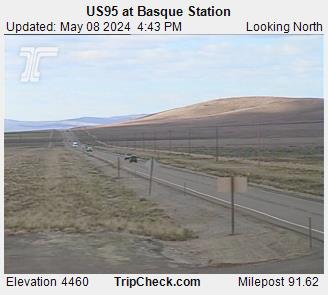 US95 at Basque Station
Updated: May 08 2024 4:43 PM Looking North
Elevation 4460 TripCheck.com Milepost 91.62